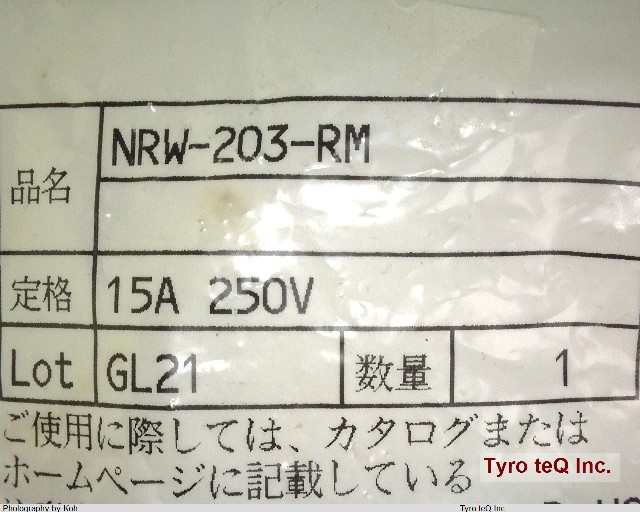 品名 NRW-203-RM
定格 15A 250V
Lot GL21 数量 1
ご使用に際しては、カタログまたは
ホームページに記載している
Tyro teQ Inc.
Photography by Koh
Tyro teQ Inc